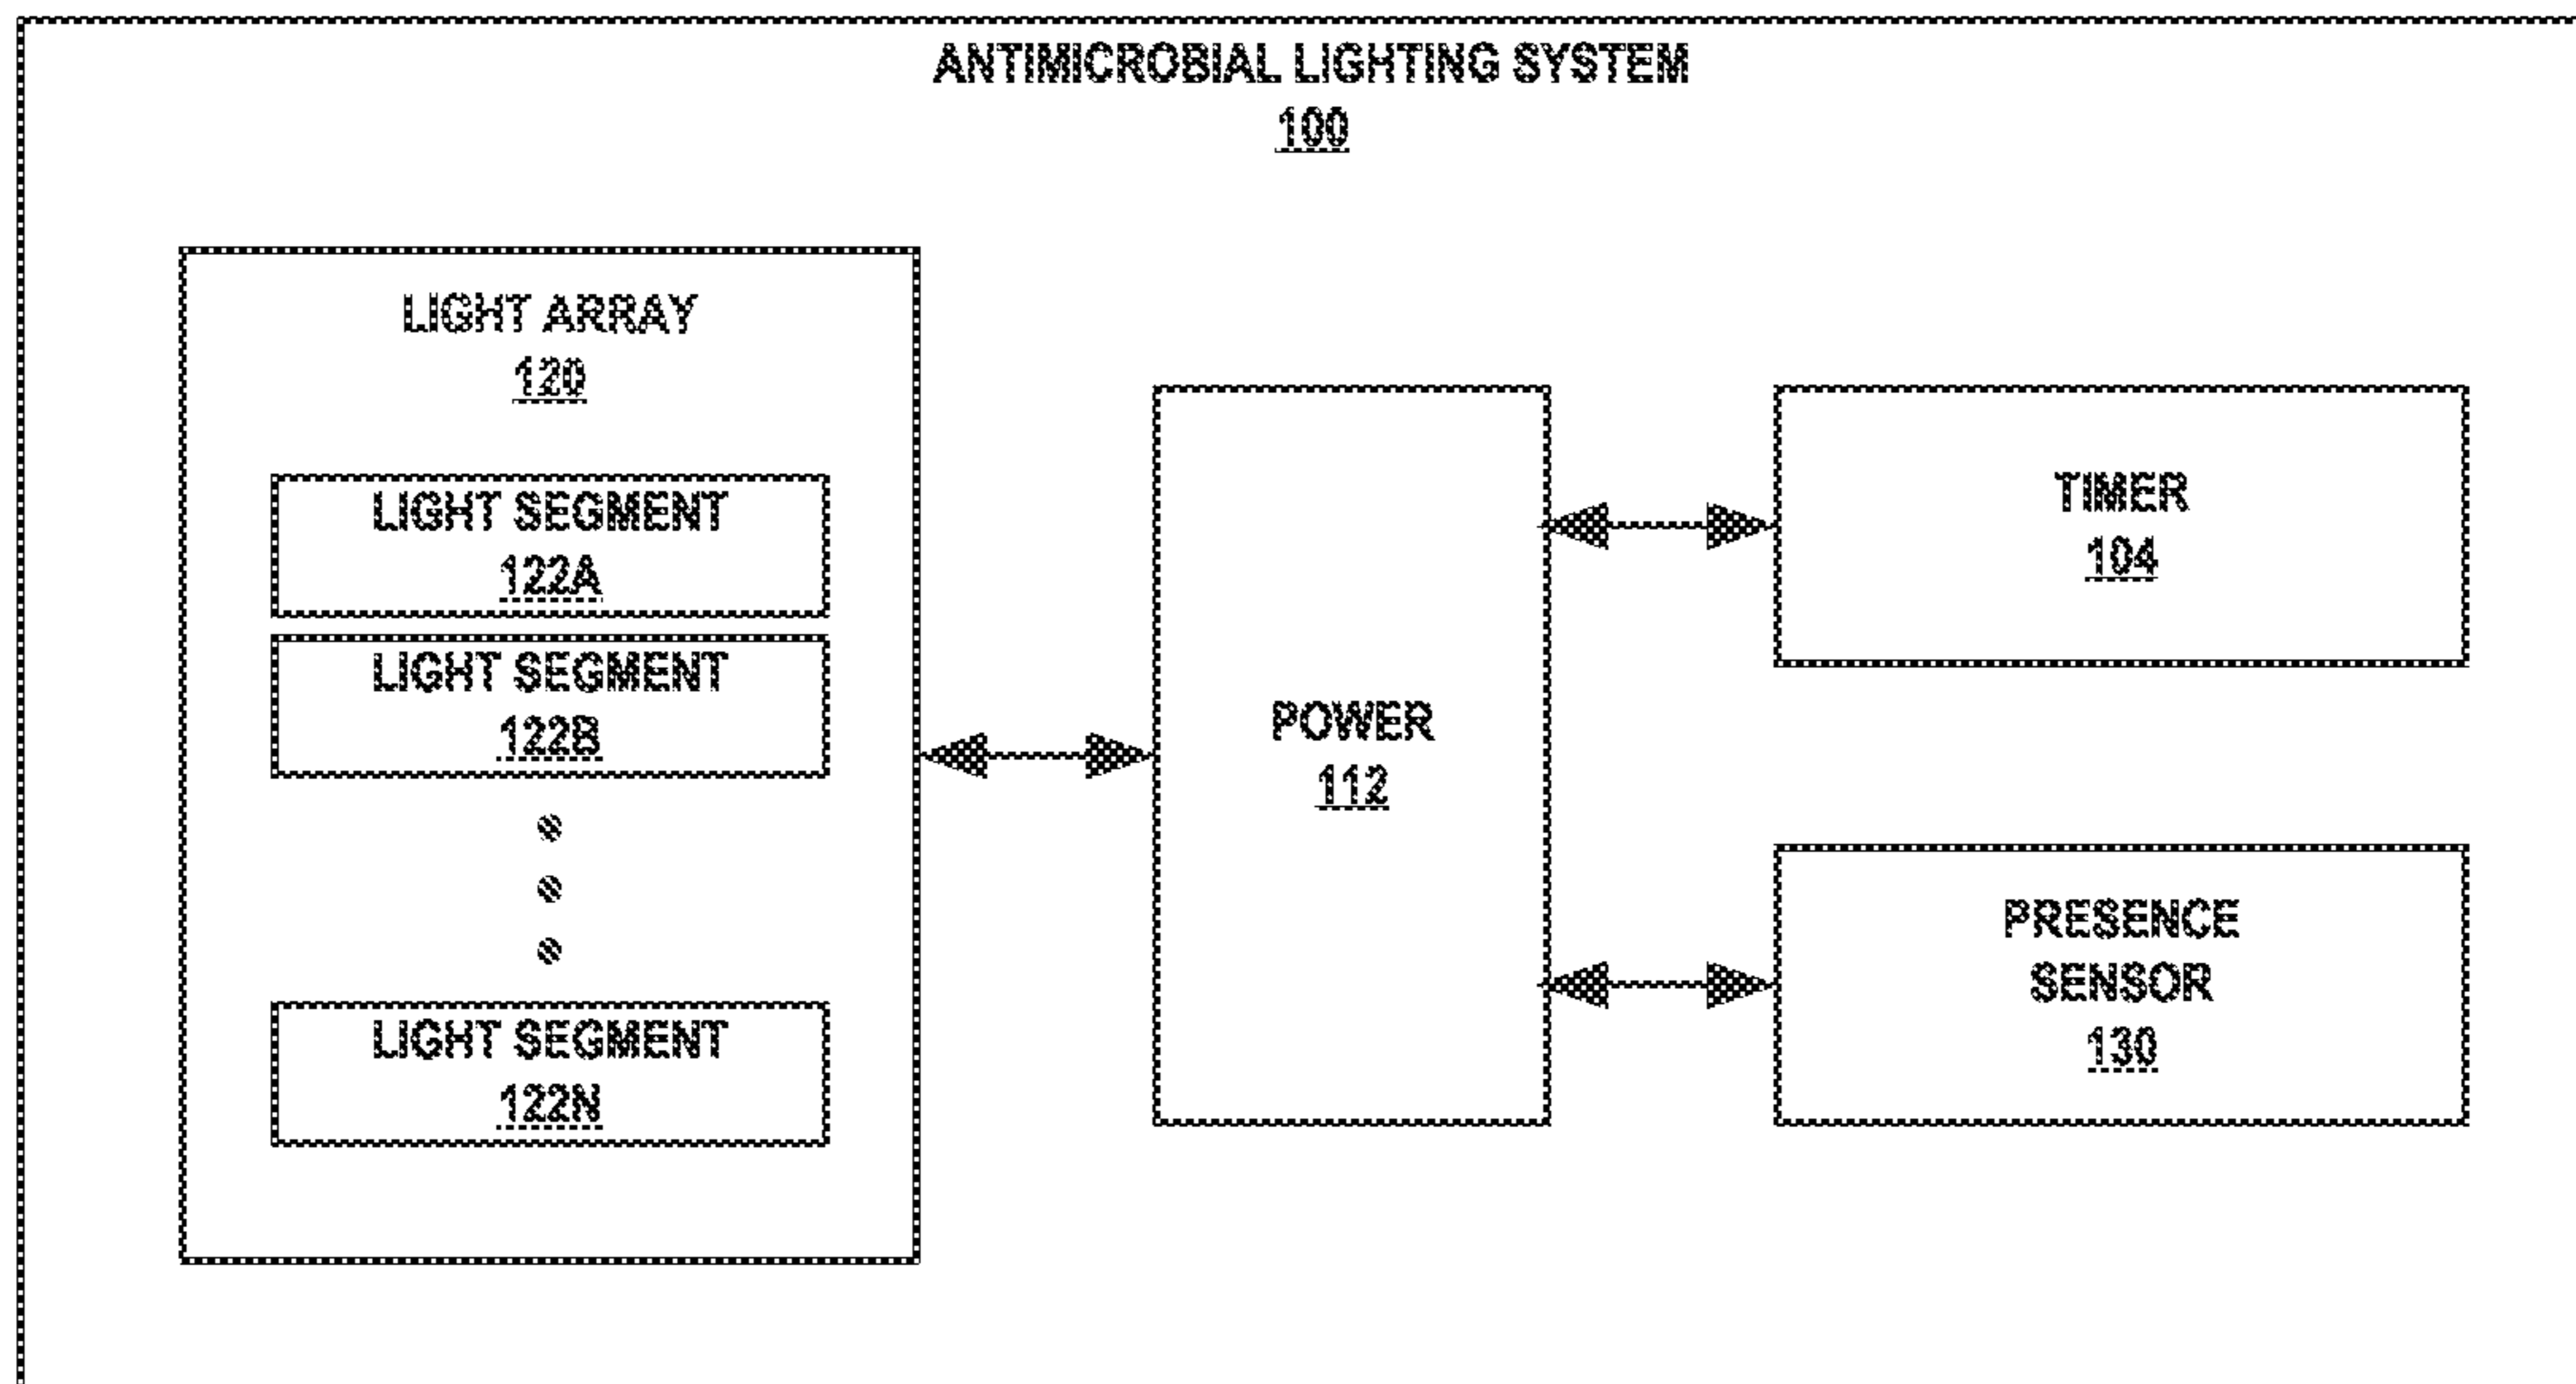 ANTIMICROBIAL LIGHTING SYSTEM
100
LIGHT ARRAY
120
LIGHT SEGMENT
122A
LIGHT SEGMENT
122B
LIGHT SEGMENT
122N
POWER
112
TIMER
104
PRESENCE
SENSOR
130